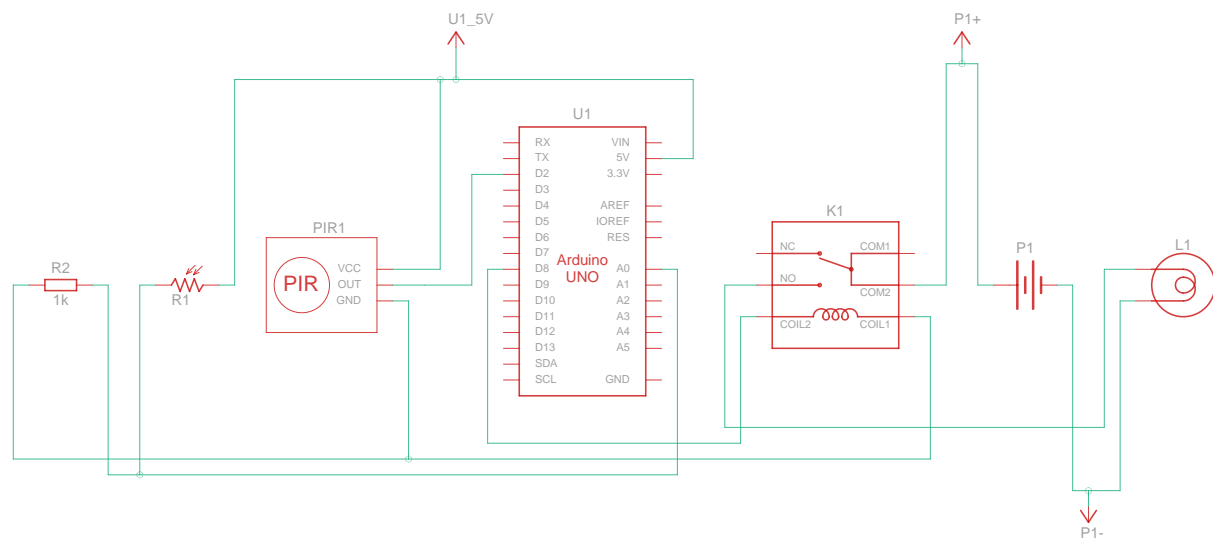 U1_5V
P1+
U1
RX
TX
D2
D3
D4
D5
D6
D7
D8
D9
D10
D11
D12
D13
SDA
SCL
VIN
5V
3.3V
AREF
IOREF
RES
A0
A1
A2
A3
A4
A5
GND
Arduino
UNO
PIR1
PIR
VCC
OUT
GND
R2
1k
R1
K1
NC
COM1
NO
COM2
COIL2
COIL1
P1
L1
P1-